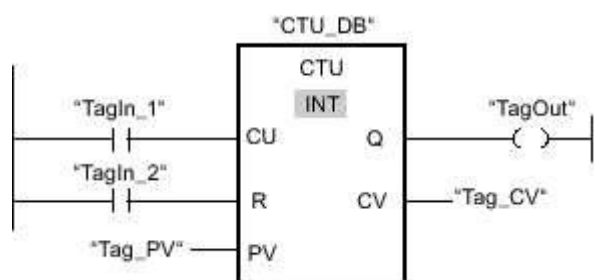 "CTU_DB"
CTU
INT
"TagIn_1"
"TagOut"
CU
Q
"TagIn_2"
R
CV
"Tag_CV"
"Tag_PV"
PV